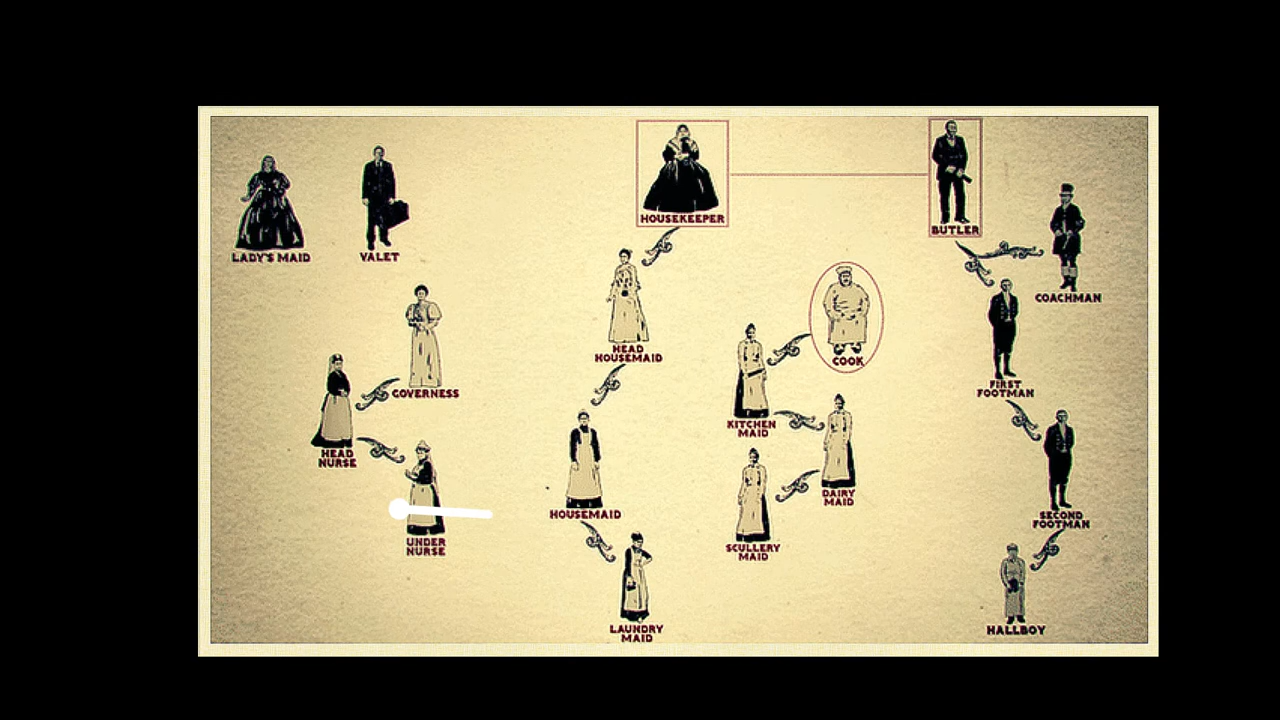 HOUSEKEEPER
BUTLER
LADY'S MAID
VALET
COACHMAN
HEAD
HOUSEMAID
COOK
GOVERNESS
FIRST
FOOTMAN
KITCHEN
MAID
HEAD
NURSE
DAIRY
MAID
HOUSEMAID
SECOND
FOOTMAN
UNDER
NURSE
SCULLERY
MAID
LAUNDRY
MAID
HALLBOY